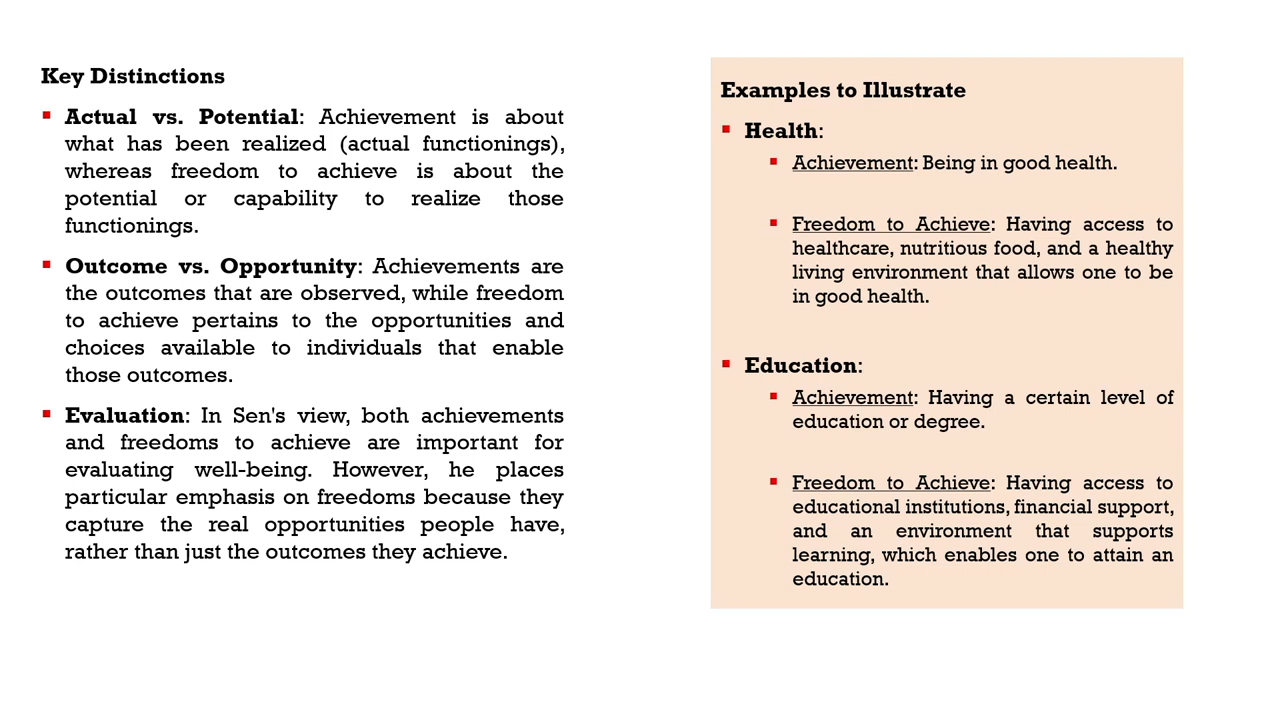 Key Distinctions
▪ Actual vs. Potential: Achievement is about
what has been realized (actual functionings),
whereas freedom to achieve is about the
potential or capability to realize those
functionings.
▪ Outcome vs. Opportunity: Achievements are
the outcomes that are observed, while freedom
to achieve pertains to the opportunities and
choices available to individuals that enable
those outcomes.
▪ Evaluation: In Sen's view, both achievements
and freedoms to achieve are important for
evaluating well-being. However, he places
particular emphasis on freedoms because they
capture the real opportunities people have,
rather than just the outcomes they achieve.
Examples to Illustrate
▪ Health:
▪ Achievement: Being in good health.
▪ Freedom to Achieve: Having access to
healthcare, nutritious food, and a healthy
living environment that allows one to be
in good health.
▪ Education:
▪ Achievement: Having a certain level of
education or degree.
▪ Freedom to Achieve: Having access to
educational institutions, financial support,
and an environment that supports
learning, which enables one to attain an
education.